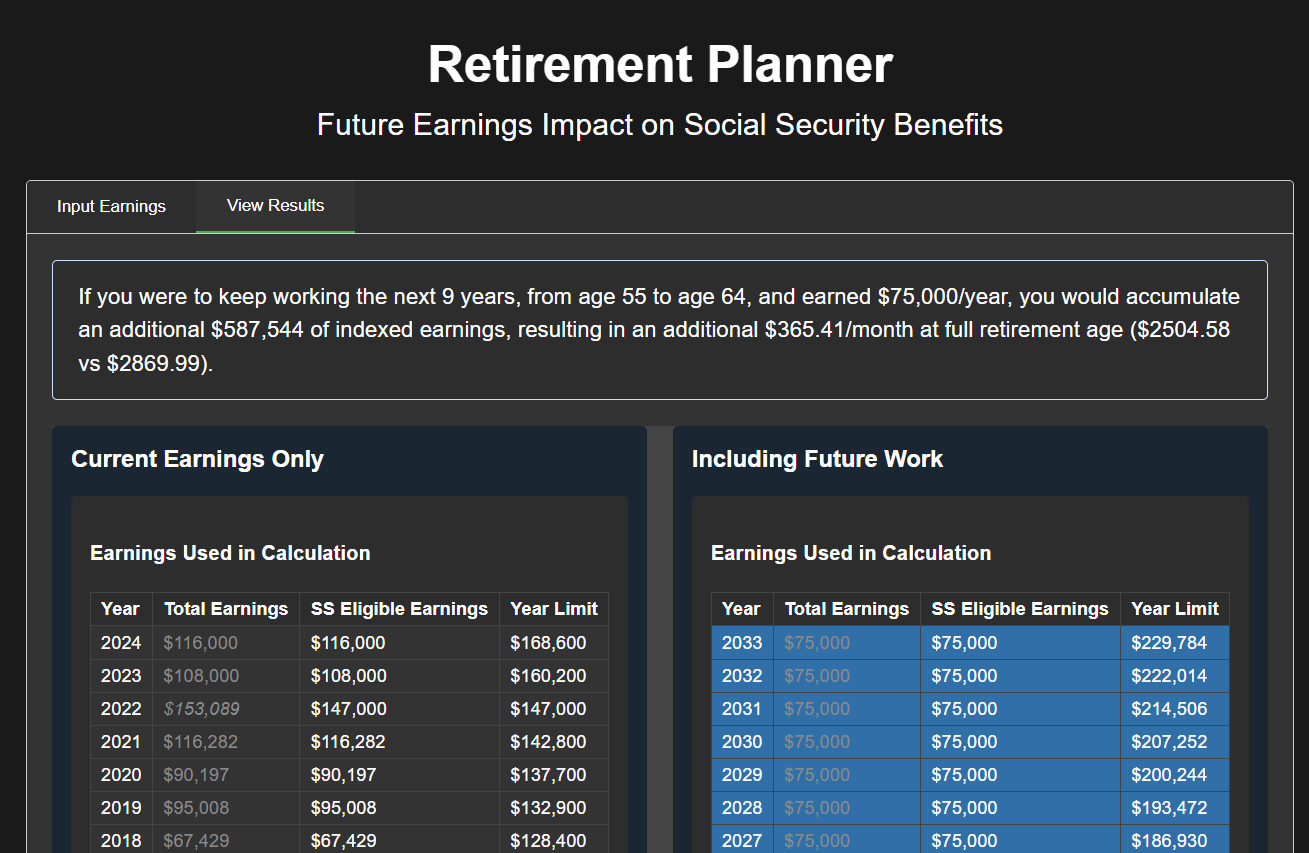 Retirement Planner
Future Earnings Impact on Social Security Benefits
Input Earnings View Results
If you were to keep working the next 9 years, from age 55 to age 64, and earned $75,000/year, you would accumulate
an additional $587,544 of indexed earnings, resulting in an additional $365.41/month at full retirement age ($2504.58
vs $2869.99).
Current Earnings Only
Earnings Used in Calculation
Year Total Earnings SS Eligible Earnings Year Limit
2024 $116,000 $116,000 $168,600
2023 $108,000 $108,000 $160,200
2022 $153,089 $147,000 $147,000
2021 $116,282 $116,282 $142,800
2020 $90,197 $90,197 $137,700
2019 $95,008 $95,008 $132,900
2018 $67,429 $67,429 $128,400
Including Future Work
Earnings Used in Calculation
Year Total Earnings SS Eligible Earnings Year Limit
2033 $75,000 $75,000 $229,784
2032 $75,000 $75,000 $222,014
2031 $75,000 $75,000 $214,506
2030 $75,000 $75,000 $207,252
2029 $75,000 $75,000 $200,244
2028 $75,000 $75,000 $193,472
2027 $75,000 $75,000 $186,930